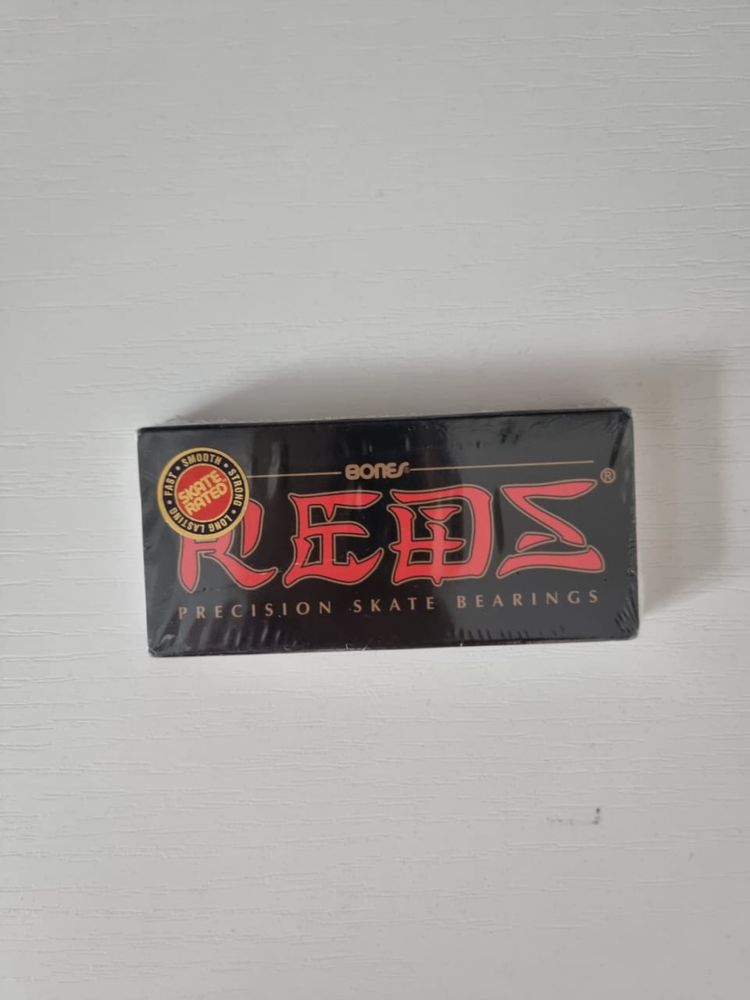 BONES
REDS®
PRECISION SKATE BEARINGS
FAST • SMOOTH • STRONG • LONG LASTING •
SKATE
RATED